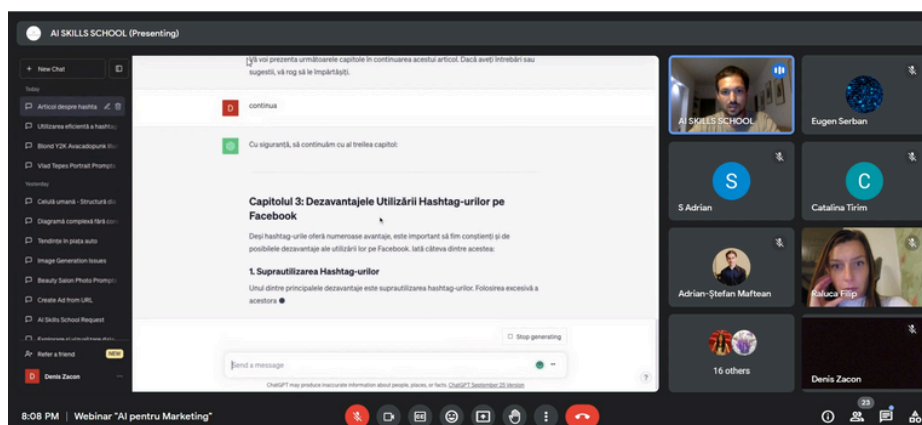 AI SKILLS SCHOOL (Presenting)
New Chat
Today
Articol despre hashta
Utilizarea eficientă a hashtag
Blond Y2K Avacadopunk Blon
Vlad Tepes Portrait Prompts
Yesterday
Celulă umană - Structură dia
Diagramă complexă fără con
Tendințe în piața auto
Image Generation Issues
Beauty Salon Photo Prompts
Create Ad from URL
AI Skills School Request
Refer a friend
NEW
D
Denis Zacon
Vă voi prezenta următoarele capitole în continuarea acestui articol. Dacă aveți întrebări sau
sugestii, vă rog să le împărtășiți.
D
continua
Cu siguranță, să continuăm cu al treilea capitol:
Capitolul 3: Dezavantajele Utilizării Hashtag-urilor pe
Facebook
Deși hashtag-urile oferă numeroase avantaje, este important să fim conștienți și de
posibilele dezavantaje ale utilizării lor pe Facebook. Iată câteva dintre acestea:
1. Suprautilizarea Hashtag-urilor
Unul dintre principalele dezavantaje este suprautilizarea hashtag-urilor. Folosirea excesivă a
acestora
Stop generating
Send a message
ChatGPT may produce inaccurate information about people, places, or facts. ChatGPT September 25 Version
?
AI SKILLS SCHOOL
Eugen Serban
S
S Adrian
C
Catalina Tirim
Adrian-Ștefan Maftean
Raluca Filip
16 others
Denis Zacon
8:08 PM | Webinar "AI pentru Marketing"
23